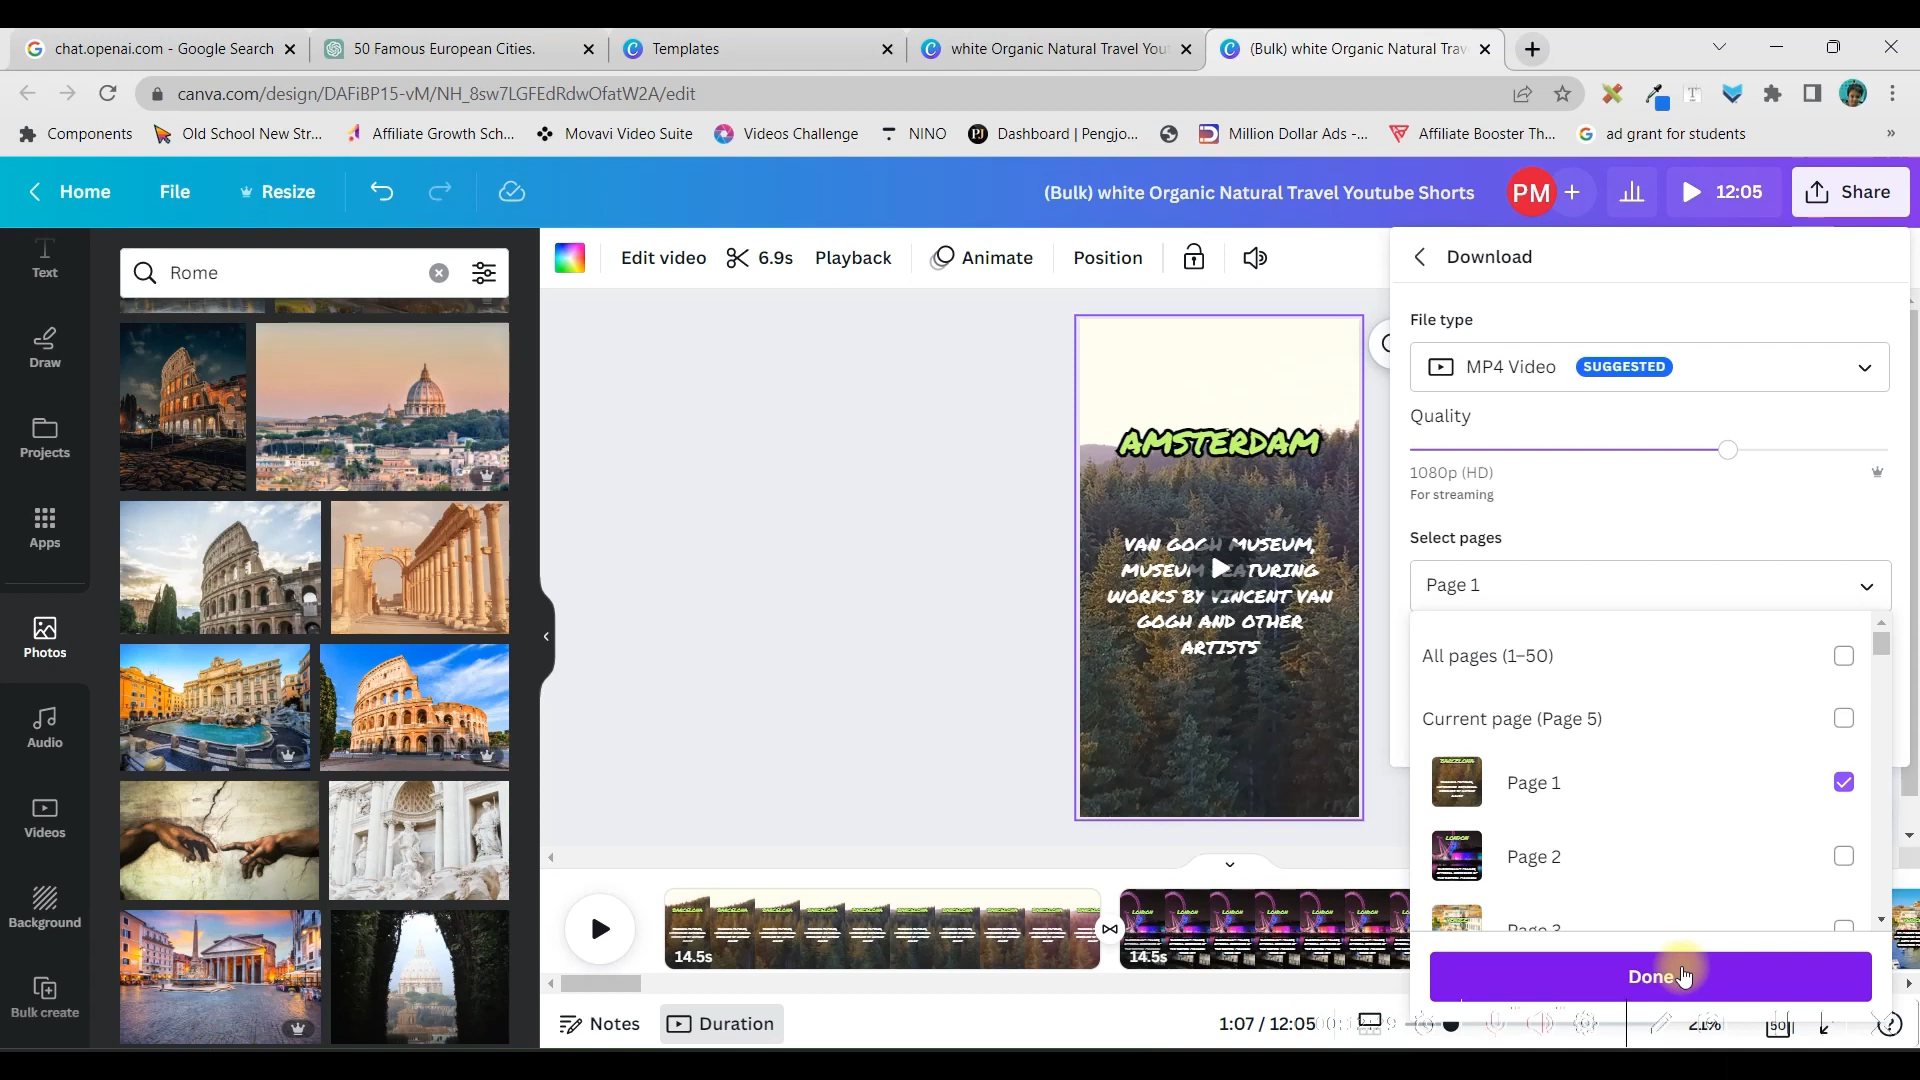 chat.openai.com - Google Search
50 Famous European Cities.
Templates
white Organic Natural Travel You
(Bulk) white Organic Natural Trav
canva.com/design/DAFiBP15-vM/NH_8sw7LGFEdRdwOfatW2A/edit
Components
Old School New Str...
Affiliate Growth Sch...
Movavi Video Suite
Videos Challenge
NINO
Dashboard | Pengjo...
Million Dollar Ads -...
Affiliate Booster Th...
ad grant for students
Home
File
Resize
(Bulk) white Organic Natural Travel Youtube Shorts
PM
12:05
Share
Text
Draw
Projects
Apps
Photos
Audio
Videos
Background
Bulk create
Rome
Edit video
6.9s
Playback
Animate
Position
AMSTERDAM
VAN GOGH MUSEUM,
MUSEUM FEATURING
WORKS BY VINCENT VAN
GOGH AND OTHER
ARTISTS
Download
File type
MP4 Video
SUGGESTED
Quality
1080p (HD)
For streaming
Select pages
Page 1
All pages (1–50)
Current page (Page 5)
Page 1
Page 2
Page 3
Done
14.5s
14.5s
Notes
Duration
1:07 / 12:05
21%
50